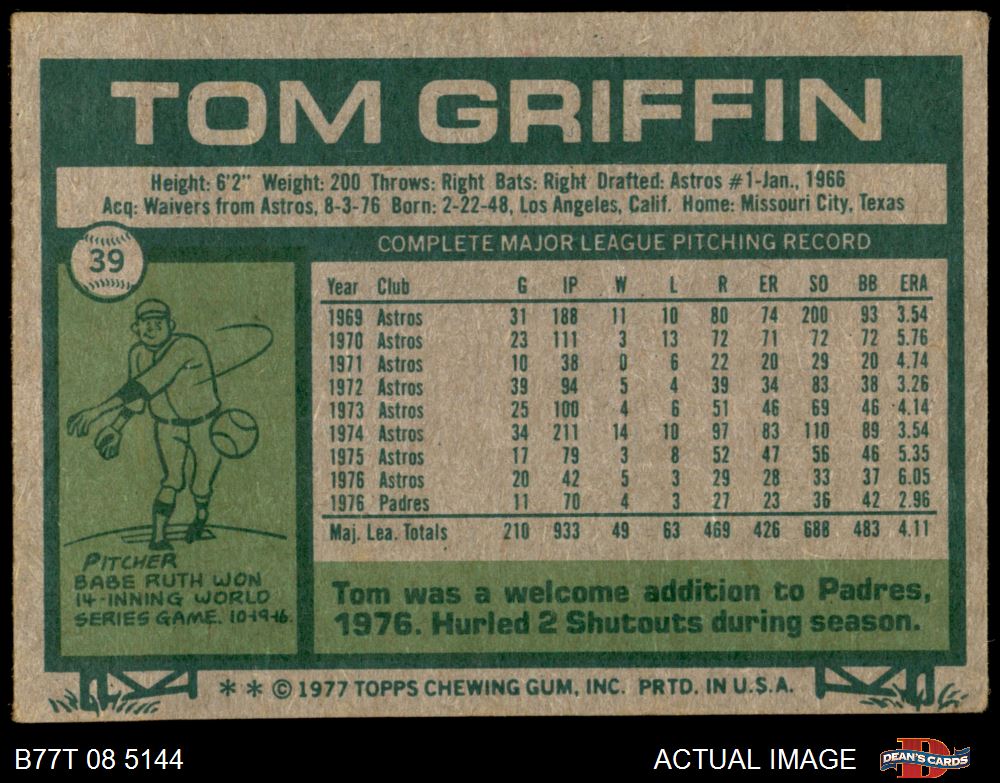 TOM GRIFFIN
Height: 6'2" Weight: 200 Throws: Right Bats: Right Drafted: Astros #1-Jan., 1966
Acq: Waivers from Astros, 8-3-76 Born: 2-22-48, Los Angeles, Calif. Home: Missouri City, Texas
39
COMPLETE MAJOR LEAGUE PITCHING RECORD
Year Club G IP W L R ER SO BB ERA
1969 Astros 31 188 11 10 80 74 200 93 3.54
1970 Astros 23 111 3 13 72 71 72 72 5.76
1971 Astros 10 38 0 6 22 20 29 20 4.74
1972 Astros 39 94 5 4 39 34 83 38 3.26
1973 Astros 25 100 4 6 51 46 69 46 4.14
1974 Astros 34 211 14 10 97 83 110 89 3.54
1975 Astros 17 79 3 8 52 47 56 46 5.35
1976 Astros 20 42 5 3 29 28 33 37 6.05
1976 Padres 11 70 4 3 27 23 36 42 2.96
Maj. Lea. Totals 210 933 49 63 469 426 688 483 4.11
PITCHER
BABE RUTH WON
14-INNING WORLD
SERIES GAME. 10-19-16.
Tom was a welcome addition to Padres,
1976. Hurled 2 Shutouts during season.
* * © 1977 TOPPS CHEWING GUM, INC. PRTD. IN U.S.A.
B77T 08 5144
ACTUAL IMAGE
D
DEAN'S CARDS